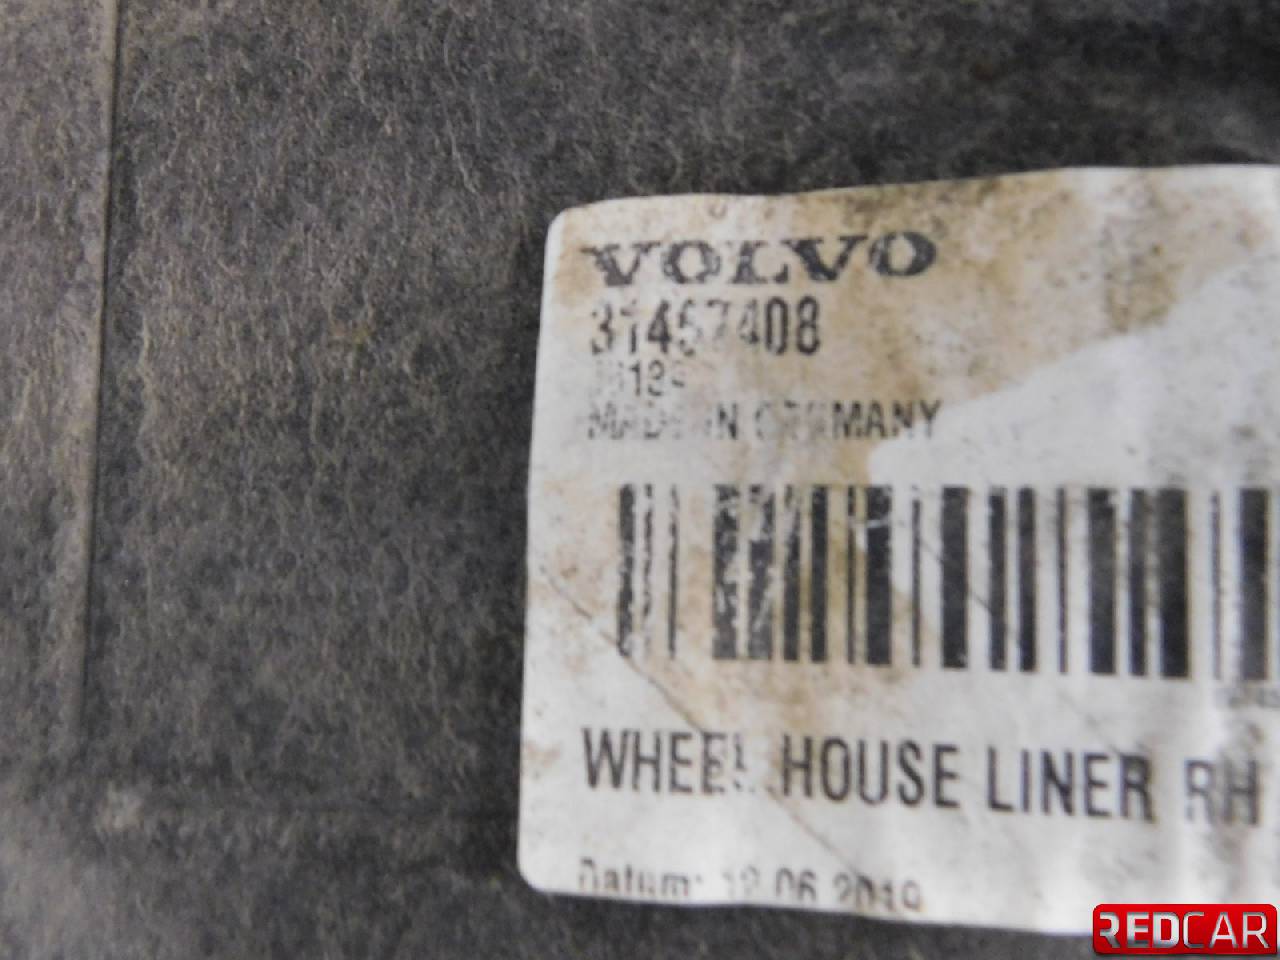 VOLVO
31457408
MADE IN GERMANY
WHEEL HOUSE LINER RH
Datum: 12.06.2019
REDCAR